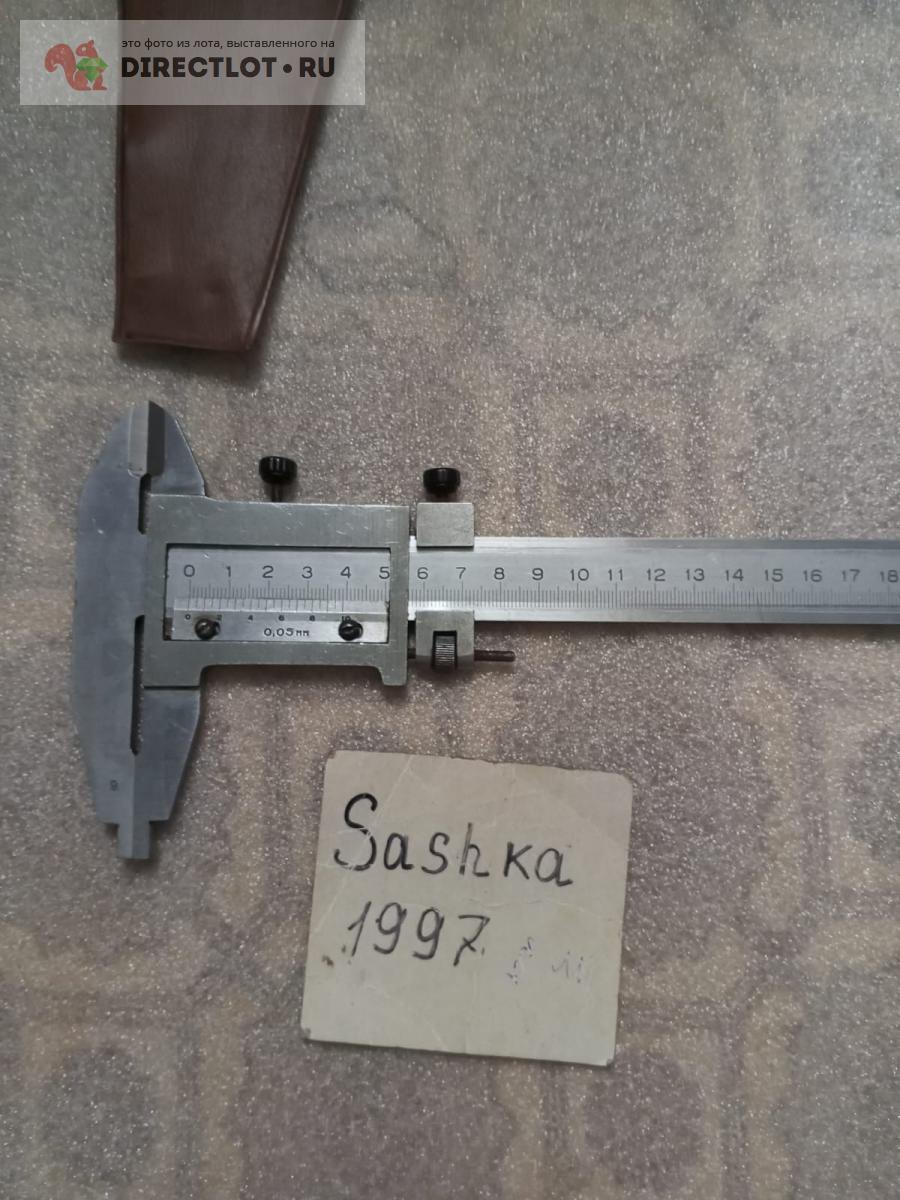 это фото из лота, выставленного на
DIRECTLOT•RU
0 1 2 3 4 5 6 7 8 9 10 11 12 13 14 15 16 17 18
0 2 4 6 8 10
0,05мм
9
Sashka
1997